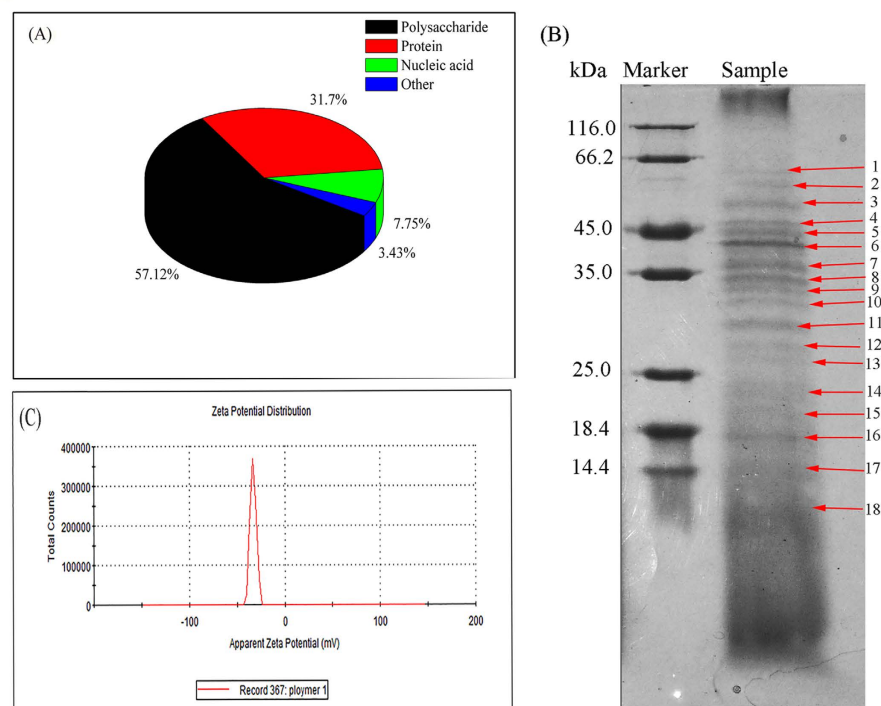 (A)
Polysaccharide
Protein
Nucleic acid
Other
31.7%
7.75%
3.43%
57.12%
(B)
kDa Marker Sample
116.0
66.2
45.0
35.0
25.0
18.4
14.4
1
2
3
4
5
6
7
8
9
10
11
12
13
14
15
16
17
18
(C)
Zeta Potential Distribution
Total Counts
400000
300000
200000
100000
0
-100 0 100 200
Apparent Zeta Potential (mV)
Record 367: ploymer 1